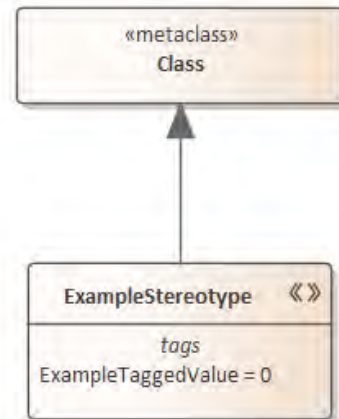 «metaclass»
Class
ExampleStereotype «»
tags
ExampleTaggedValue = 0